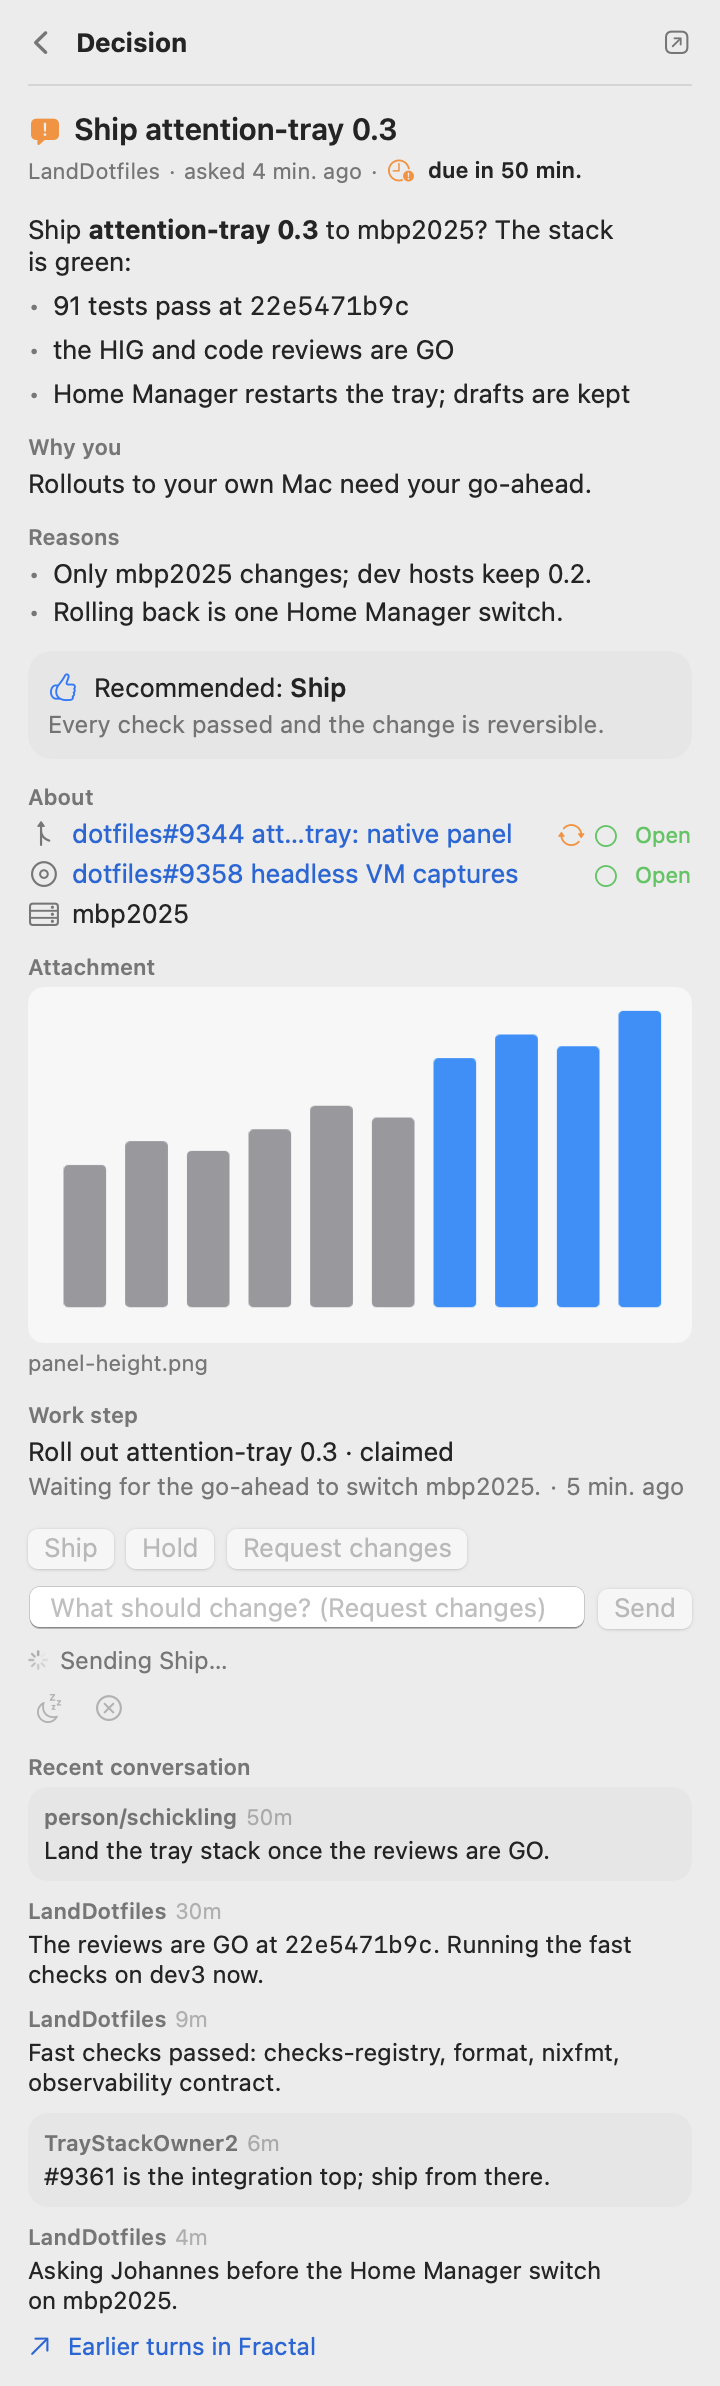 Decision
Ship attention-tray 0.3
LandDotfiles · asked 4 min. ago · due in 50 min.
Ship attention-tray 0.3 to mbp2025? The stack
is green:
• 91 tests pass at 22e5471b9c
• the HIG and code reviews are GO
• Home Manager restarts the tray; drafts are kept
Why you
Rollouts to your own Mac need your go-ahead.
Reasons
• Only mbp2025 changes; dev hosts keep 0.2.
• Rolling back is one Home Manager switch.
Recommended: Ship
Every check passed and the change is reversible.
About
dotfiles#9344 att...tray: native panel Open
dotfiles#9358 headless VM captures Open
mbp2025
Attachment
panel-height.png
Work step
Roll out attention-tray 0.3 · claimed
Waiting for the go-ahead to switch mbp2025. · 5 min. ago
Ship Hold Request changes
What should change? (Request changes) Send
Sending Ship...
Recent conversation
person/schickling 50m
Land the tray stack once the reviews are GO.
LandDotfiles 30m
The reviews are GO at 22e5471b9c. Running the fast
checks on dev3 now.
LandDotfiles 9m
Fast checks passed: checks-registry, format, nixfmt,
observability contract.
TrayStackOwner2 6m
#9361 is the integration top; ship from there.
LandDotfiles 4m
Asking Johannes before the Home Manager switch
on mbp2025.
Earlier turns in Fractal